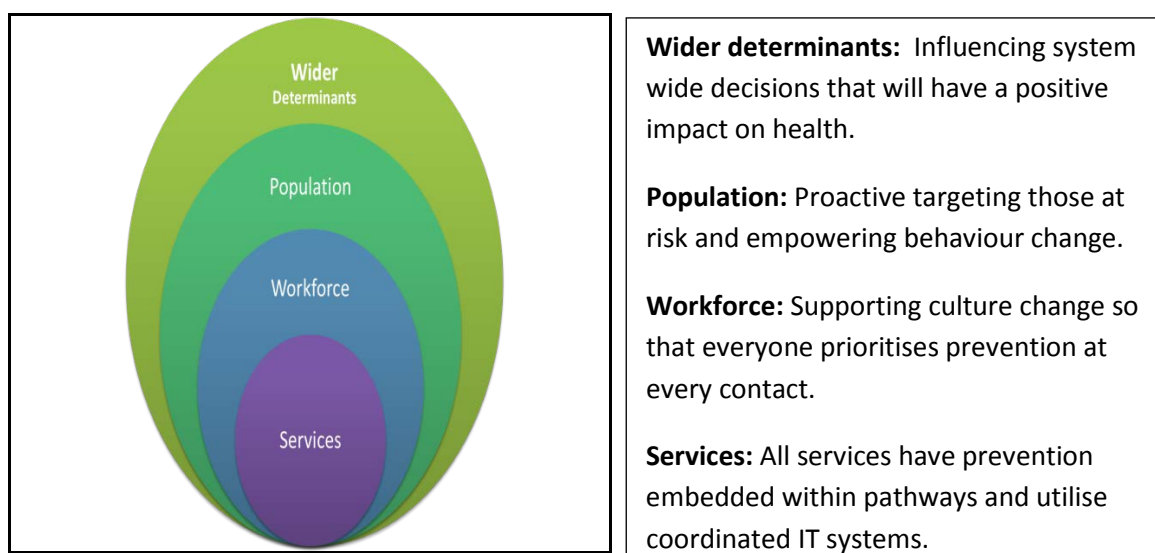 Wider
Determinants
Population
Workforce
Services
Wider determinants: Influencing system
wide decisions that will have a positive
impact on health.
Population: Proactive targeting those at
risk and empowering behaviour change.
Workforce: Supporting culture change so
that everyone prioritises prevention at
every contact.
Services: All services have prevention
embedded within pathways and utilise
coordinated IT systems.